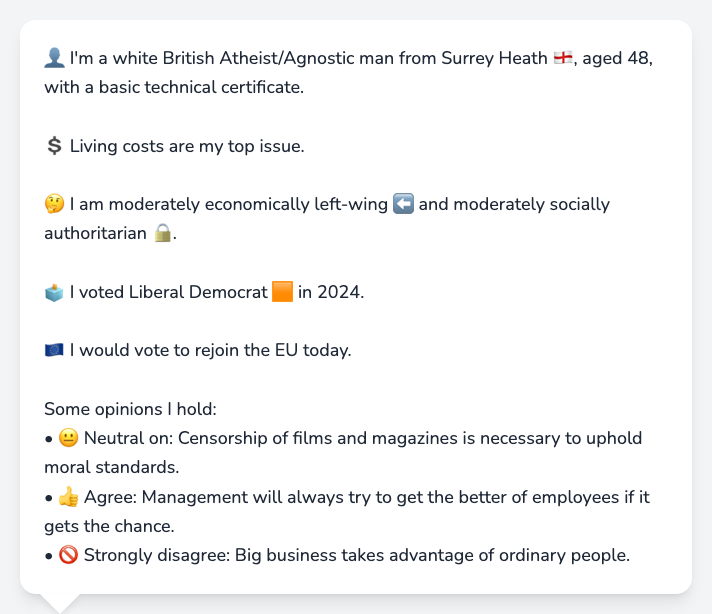 👤 I'm a white British Atheist/Agnostic man from Surrey Heath 🏴󠁧󠁢󠁥󠁮󠁧󠁿, aged 48,
with a basic technical certificate.
💲 Living costs are my top issue.
🤔 I am moderately economically left-wing ⬅️ and moderately socially
authoritarian 🔒.
🗳️ I voted Liberal Democrat 🟧 in 2024.
🇪🇺 I would vote to rejoin the EU today.
Some opinions I hold:
• 😐 Neutral on: Censorship of films and magazines is necessary to uphold
moral standards.
• 👍 Agree: Management will always try to get the better of employees if it
gets the chance.
• 🚫 Strongly disagree: Big business takes advantage of ordinary people.